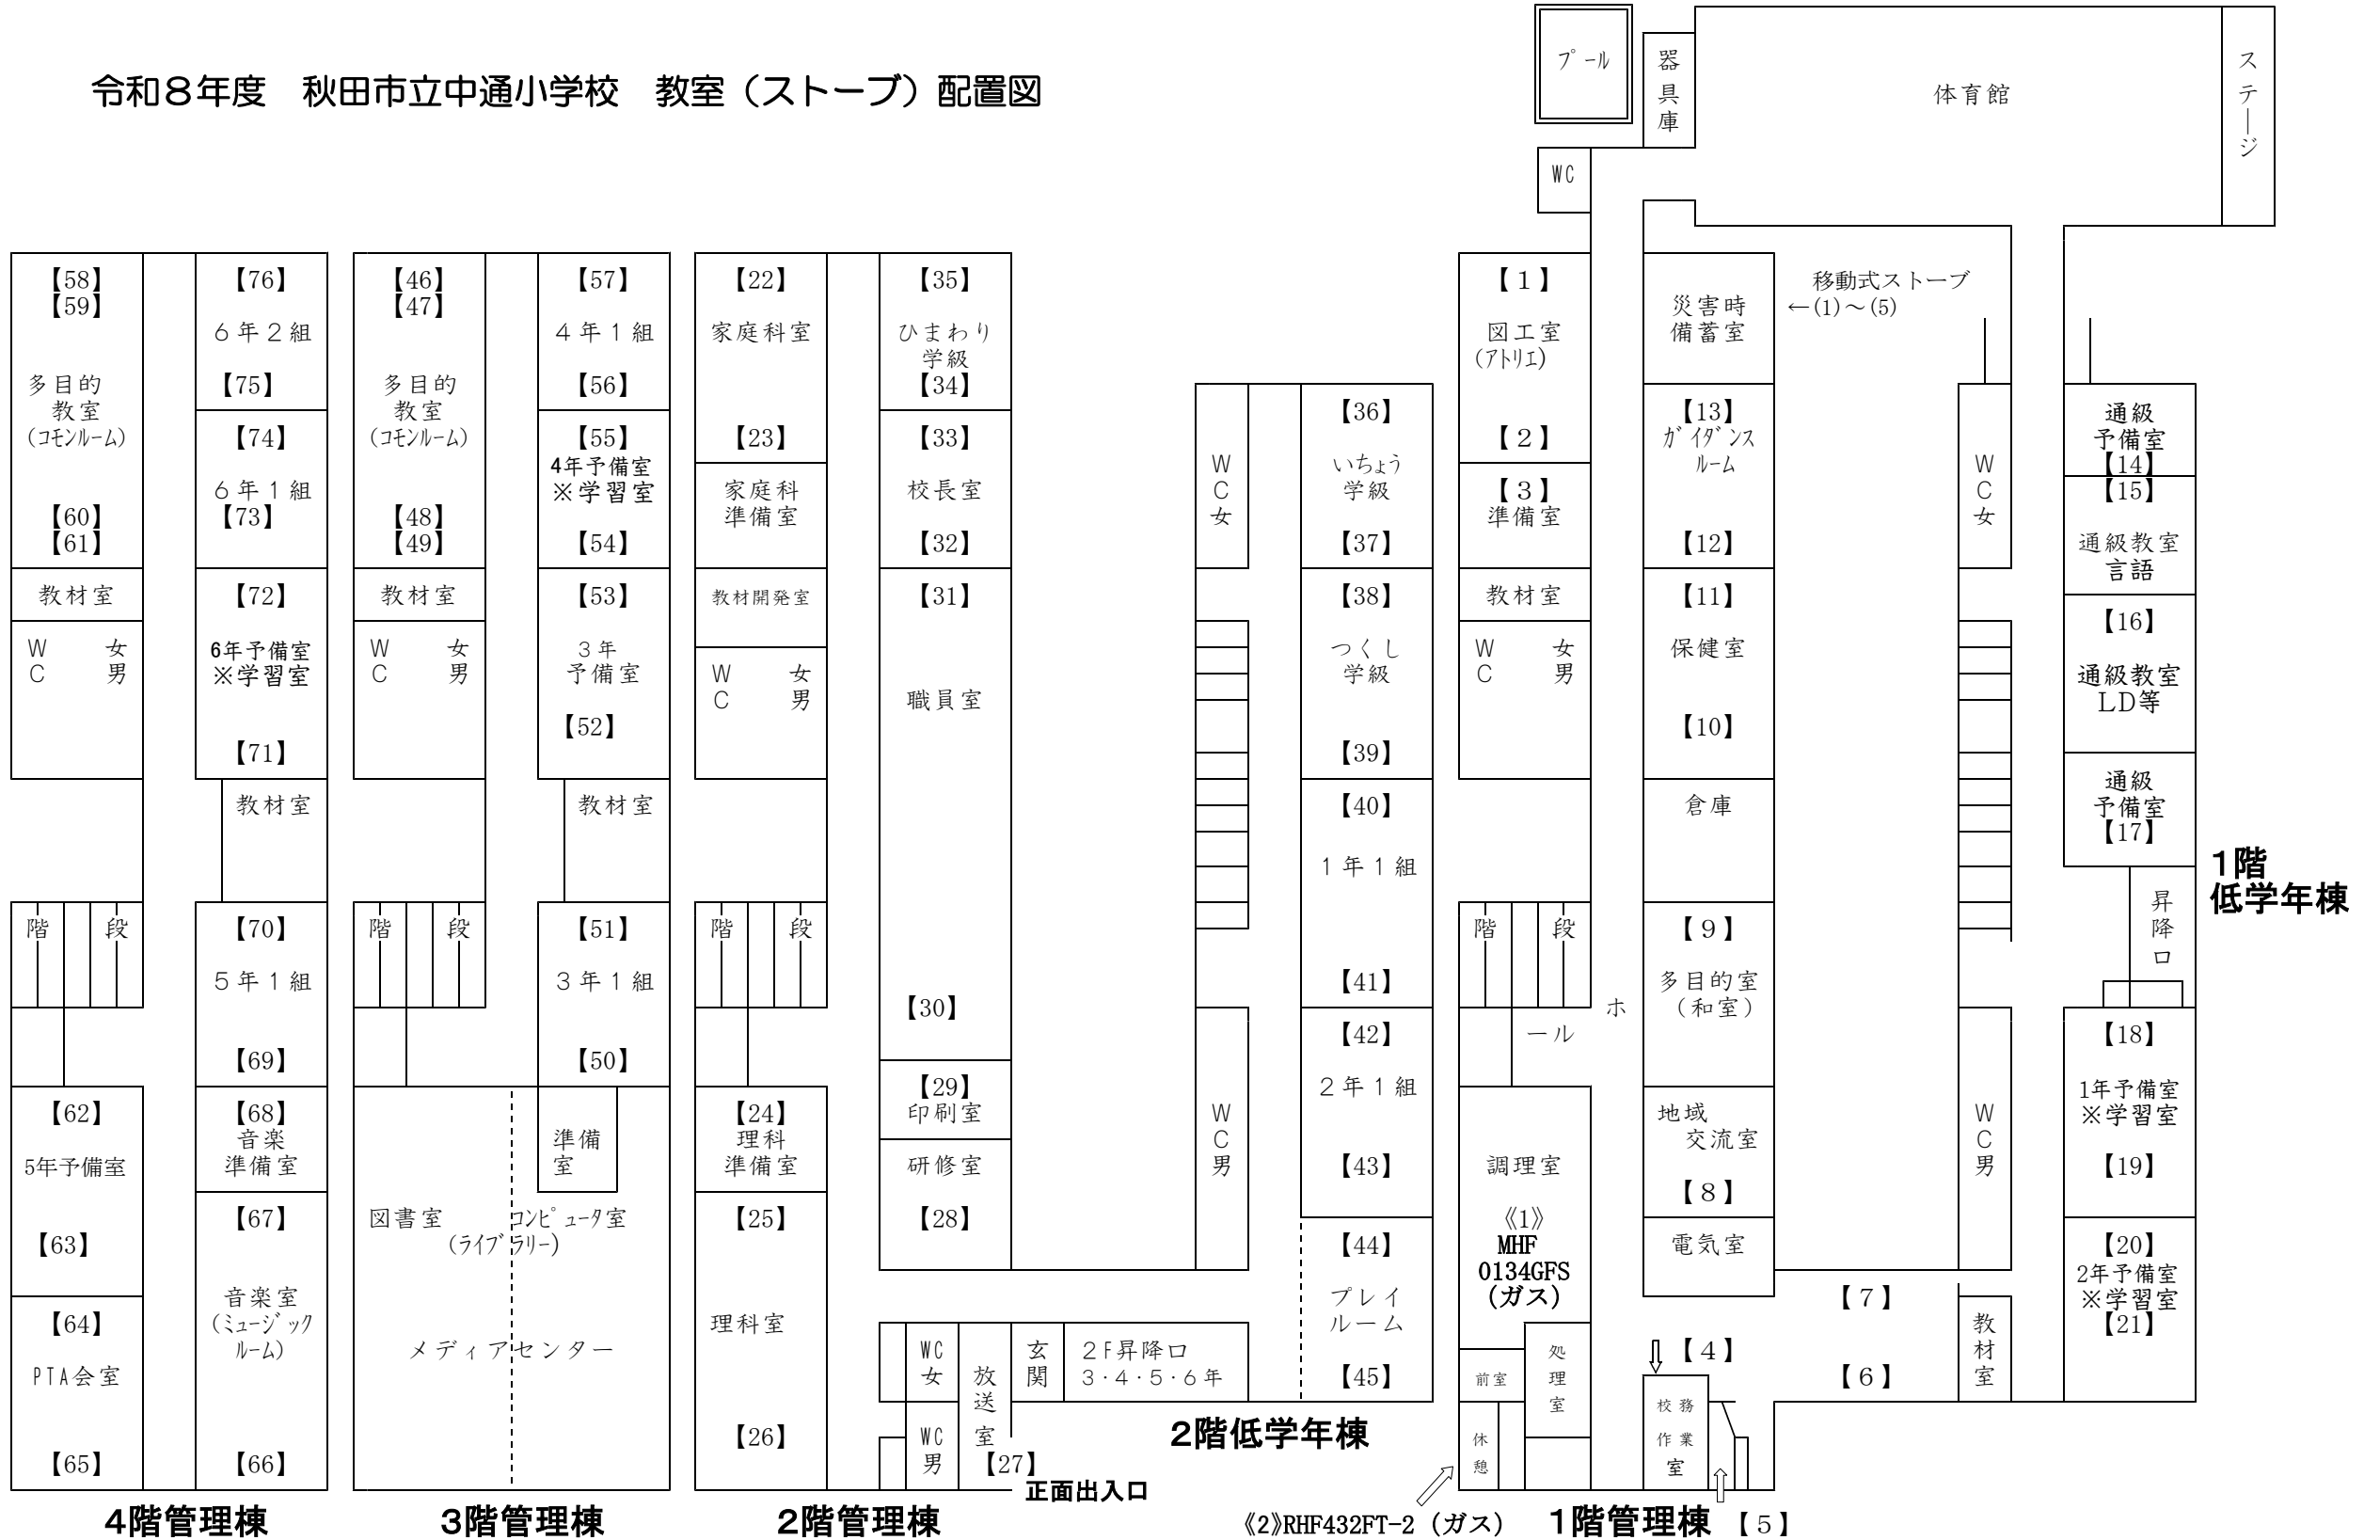 令和８年度　秋田市立中通小学校　教室（ストーブ）配置図
プール
器具庫
体育館
ステージ
WC
【58】
【59】
多目的
教室
（コモンルーム）
【60】
【61】
教材室
W 女
C 男
階 段
【62】
5年予備室
【63】
【64】
PTA会室
【65】
【76】
６年２組
【75】
【74】
６年１組
【73】
【72】
6年予備室
※学習室
【71】
教材室
【70】
５年１組
【69】
【68】
音楽
準備室
【67】
音楽室
（ミュージック
ルーム）
【66】
4階管理棟
【46】
【47】
多目的
教室
（コモンルーム）
【48】
【49】
教材室
W 女
C 男
階 段
【57】
４年１組
【56】
【55】
4年予備室
※学習室
【54】
【53】
３年
予備室
【52】
教材室
【51】
３年１組
【50】
準備
室
図書室 コンピュータ室
（ライブラリー）
メディアセンター
3階管理棟
【22】
家庭科室
【23】
家庭科
準備室
教材開発室
W 女
C 男
階 段
【24】
理科
準備室
【25】
理科室
【26】
【35】
ひまわり
学級
【34】
【33】
校長室
【32】
【31】
職員室
【30】
【29】
印刷室
研修室
【28】
WC
女
WC
男
放送室
【27】
玄関
２F昇降口
３・４・５・６年
正面出入口
2階管理棟
WC女
WC男
【36】
いちょう
学級
【37】
【38】
つくし
学級
【39】
【40】
１年１組
【41】
【42】
２年１組
【43】
【44】
プレイ
ルーム
【45】
2階低学年棟
【１】
図工室
（アトリエ）
【２】
【３】
準備室
教材室
W 女
C 男
階 段
ホ
ール
調理室
《1》
MHF
0134GFS
（ガス）
前室
処理室
休憩
《2》RHF432FT-2（ガス）
災害時
備蓄室
移動式ストーブ
←(1)～(5)
【13】
ガイダンス
ルーム
【12】
【11】
保健室
【10】
倉庫
【９】
多目的室
（和室）
地域
交流室
【８】
電気室
【４】
校務
作業
室
【５】
【７】
【６】
1階管理棟
WC女
WC男
教材室
通級
予備室
【14】
【15】
通級教室
言語
【16】
通級教室
LD等
通級
予備室
【17】
昇降口
【18】
1年予備室
※学習室
【19】
【20】
2年予備室
※学習室
【21】
1階
低学年棟